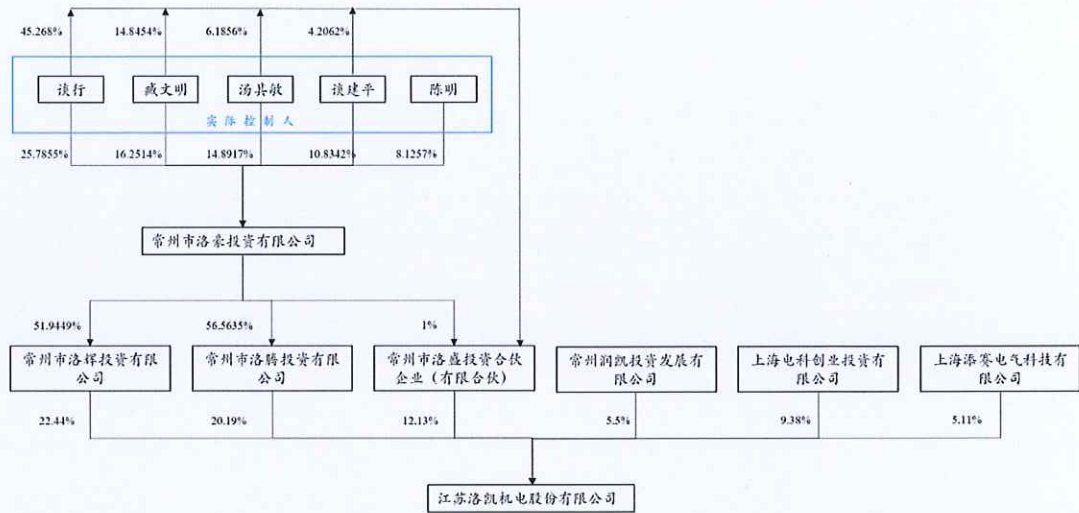 45.268% 14.8454% 6.1856% 4.2062%
谈行 臧文明 汤其敏 谈建平 陈明
实际控制人
25.7855% 16.2514% 14.8917% 10.8342% 8.1257%
常州市洛豪投资有限公司
51.9449% 56.5635% 1%
常州市洛辉投资有限 常州市洛腾投资有限 常州市洛盛投资合伙 常州润凯投资发展有 上海电科创业投资有 上海添赛电气科技有
公司 公司 企业(有限合伙) 限公司 限公司 限公司
22.44% 20.19% 12.13% 5.5% 9.38% 5.11%
江苏洛凯机电股份有限公司